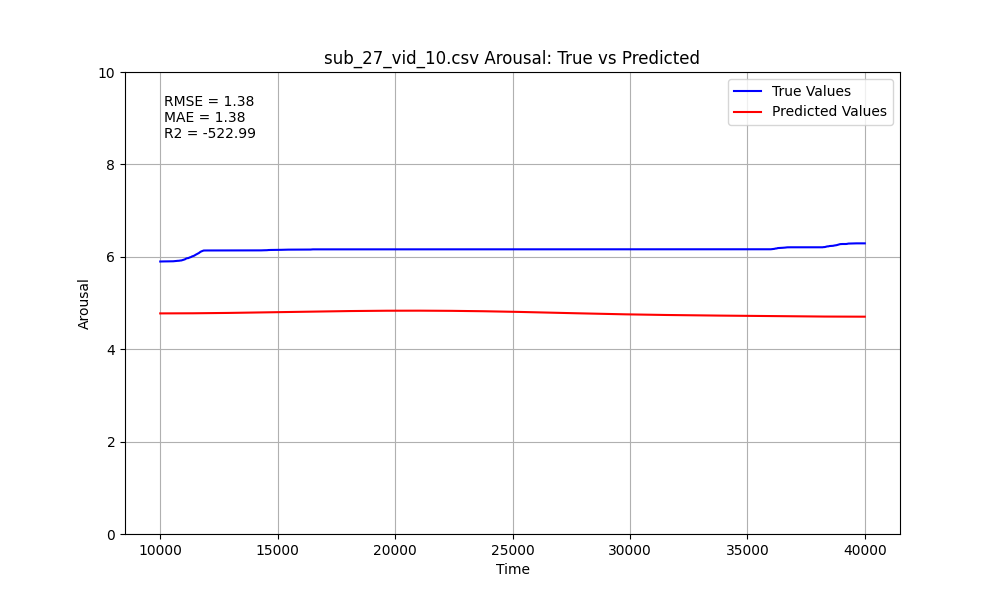 sub_27_vid_10.csv Arousal: True vs Predicted
RMSE = 1.38
MAE = 1.38
R2 = -522.99
True Values
Predicted Values
10
8
6
4
2
0
Arousal
10000 15000 20000 25000 30000 35000 40000
Time